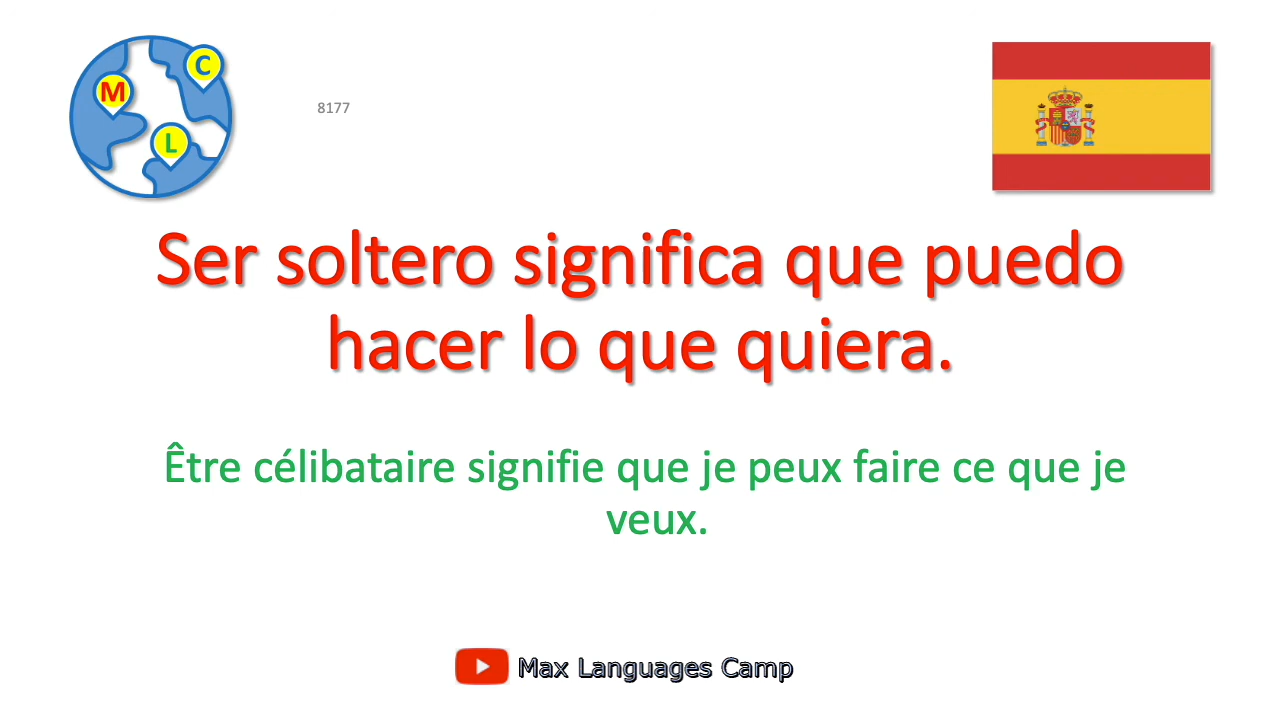 M
C
L
8177
Ser soltero significa que puedo
hacer lo que quiera.
Être célibataire signifie que je peux faire ce que je
veux.
Max Languages Camp